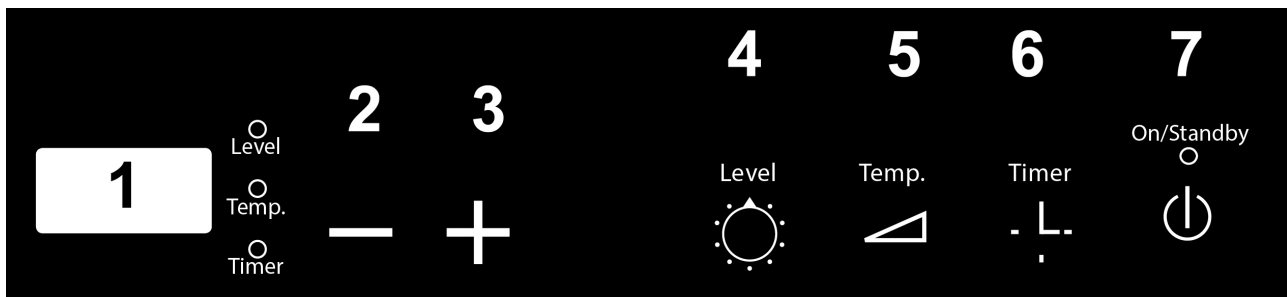 4 5 6 7
2 3
On/Standby
Level
1
Level Temp. Timer
Temp.
Timer